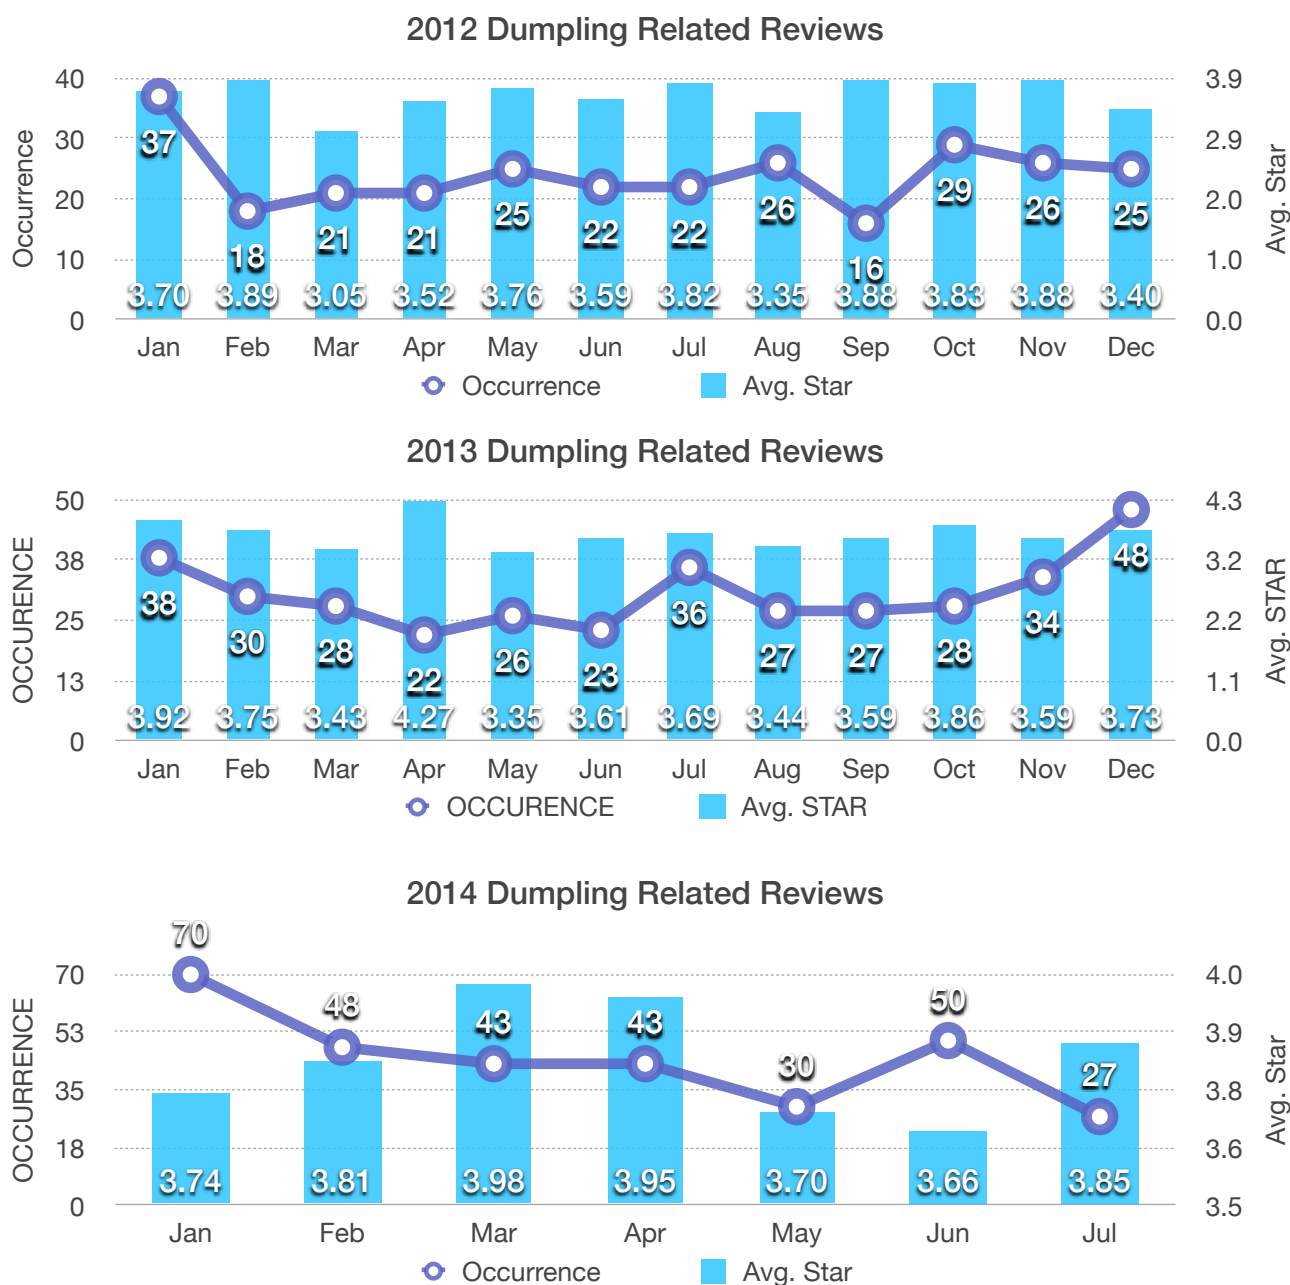 2012 Dumpling Related Reviews
40 3.9
30 2.9
20 2.0
10 1.0
0 0.0
Occurrence
Avg. Star
37 18 21 21 25 22 22 26 16 29 26 25
3.70 3.89 3.05 3.52 3.76 3.59 3.82 3.35 3.88 3.83 3.88 3.40
Jan Feb Mar Apr May Jun Jul Aug Sep Oct Nov Dec
Occurrence Avg. Star
2013 Dumpling Related Reviews
50 4.3
38 3.2
25 2.2
13 1.1
0 0.0
OCCURENCE
Avg. STAR
38 30 28 22 26 23 36 27 27 28 34 48
3.92 3.75 3.43 4.27 3.35 3.61 3.69 3.44 3.59 3.86 3.59 3.73
Jan Feb Mar Apr May Jun Jul Aug Sep Oct Nov Dec
OCCURENCE Avg. STAR
2014 Dumpling Related Reviews
70 4.0
53 3.9
35 3.8
18 3.6
0 3.5
OCCURRENCE
Avg. Star
70 48 43 43 30 50 27
3.74 3.81 3.98 3.95 3.70 3.66 3.85
Jan Feb Mar Apr May Jun Jul
Occurrence Avg. Star